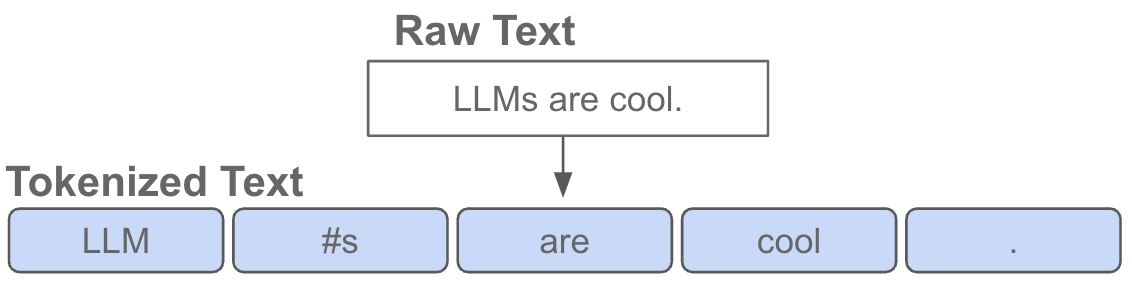 Raw Text
LLMs are cool.
Tokenized Text
LLM #s are cool .